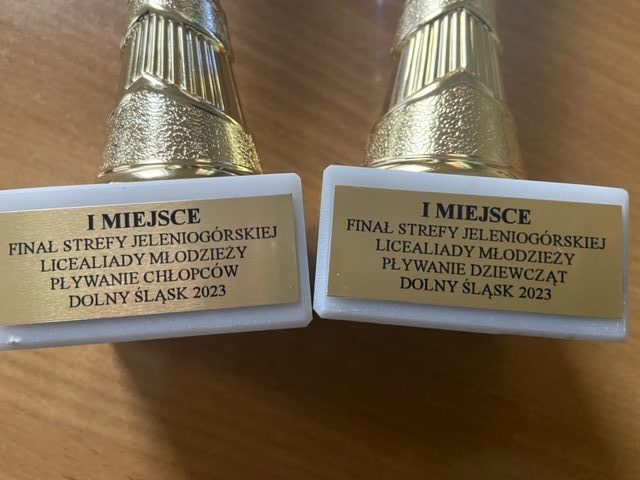 I MIEJSCE
FINAŁ STREFY JELENIOGÓRSKIEJ
LICEALIADY MŁODZIEŻY
PŁYWANIE CHŁOPCÓW
DOLNY ŚLĄSK 2023
I MIEJSCE
FINAŁ STREFY JELENIOGÓRSKIEJ
LICEALIADY MŁODZIEŻY
PŁYWANIE DZIEWCZĄT
DOLNY ŚLĄSK 2023